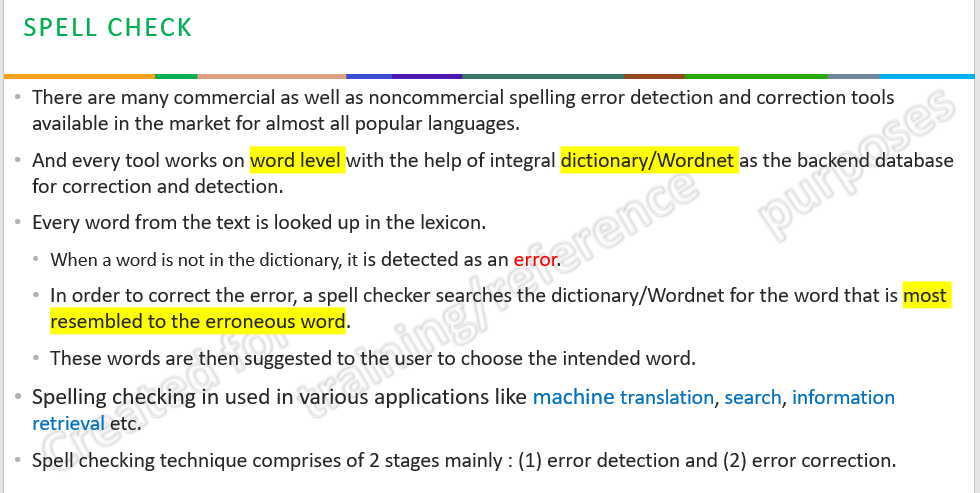 SPELL CHECK
There are many commercial as well as noncommercial spelling error detection and correction tools
available in the market for almost all popular languages.
And every tool works on word level with the help of integral dictionary/Wordnet as the backend database
for correction and detection.
Every word from the text is looked up in the lexicon.
When a word is not in the dictionary, it is detected as an error.
In order to correct the error, a spell checker searches the dictionary/Wordnet for the word that is most
resembled to the erroneous word.
These words are then suggested to the user to choose the intended word.
Spelling checking in used in various applications like machine translation, search, information
retrieval etc.
Spell checking technique comprises of 2 stages mainly : (1) error detection and (2) error correction.
Created for
training/reference
purposes